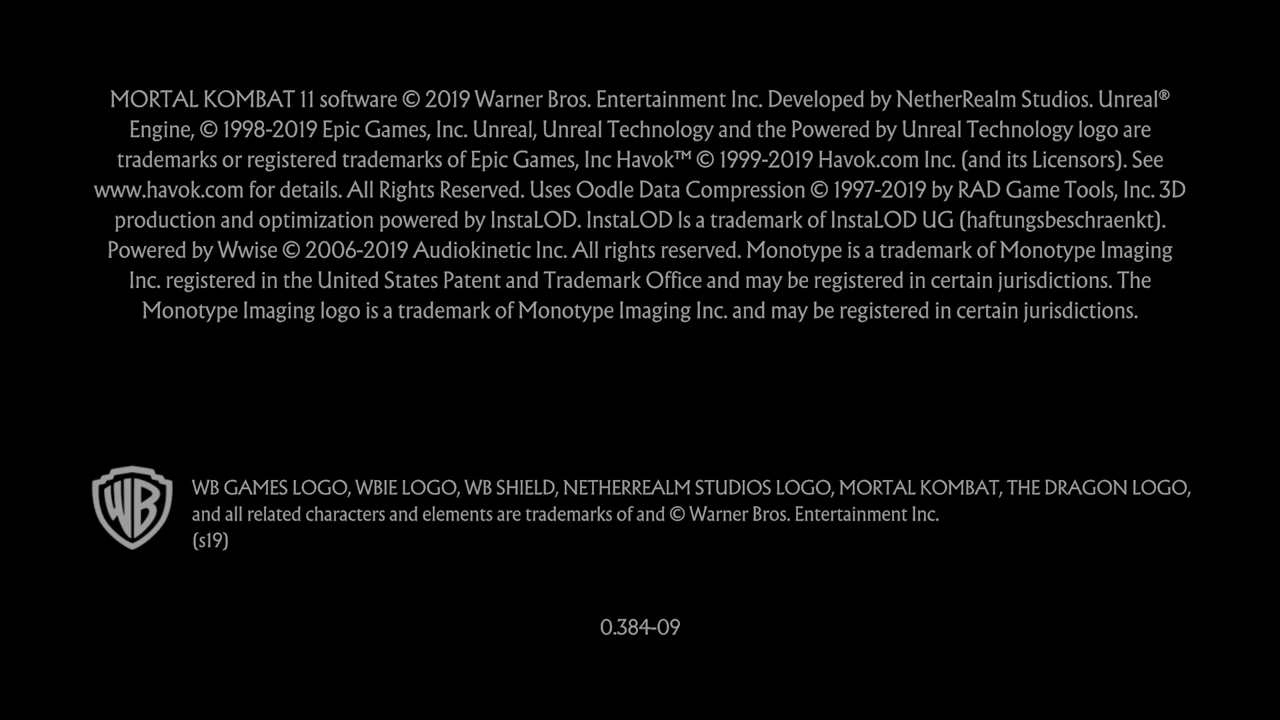 MORTAL KOMBAT 11 software © 2019 Warner Bros. Entertainment Inc. Developed by NetherRealm Studios. Unreal®
Engine, © 1998-2019 Epic Games, Inc. Unreal, Unreal Technology and the Powered by Unreal Technology logo are
trademarks or registered trademarks of Epic Games, Inc Havok™ © 1999-2019 Havok.com Inc. (and its Licensors). See
www.havok.com for details. All Rights Reserved. Uses Oodle Data Compression © 1997-2019 by RAD Game Tools, Inc. 3D
production and optimization powered by InstaLOD. InstaLOD Is a trademark of InstaLOD UG (haftungsbeschraenkt).
Powered by Wwise © 2006-2019 Audiokinetic Inc. All rights reserved. Monotype is a trademark of Monotype Imaging
Inc. registered in the United States Patent and Trademark Office and may be registered in certain jurisdictions. The
Monotype Imaging logo is a trademark of Monotype Imaging Inc. and may be registered in certain jurisdictions.
WB
WB GAMES LOGO, WBIE LOGO, WB SHIELD, NETHERREALM STUDIOS LOGO, MORTAL KOMBAT, THE DRAGON LOGO,
and all related characters and elements are trademarks of and © Warner Bros. Entertainment Inc.
(s19)
0.384-09